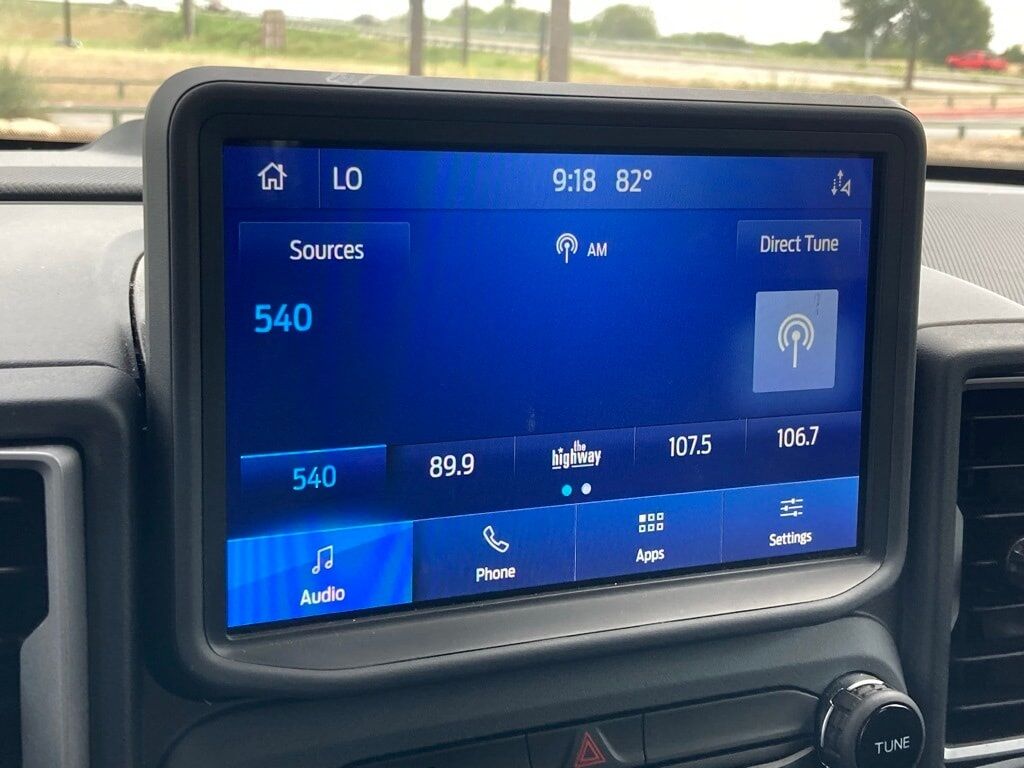 LO 9:18 82°
Sources AM Direct Tune
540
540 89.9 the highway 107.5 106.7
Audio Phone Apps Settings
TUNE